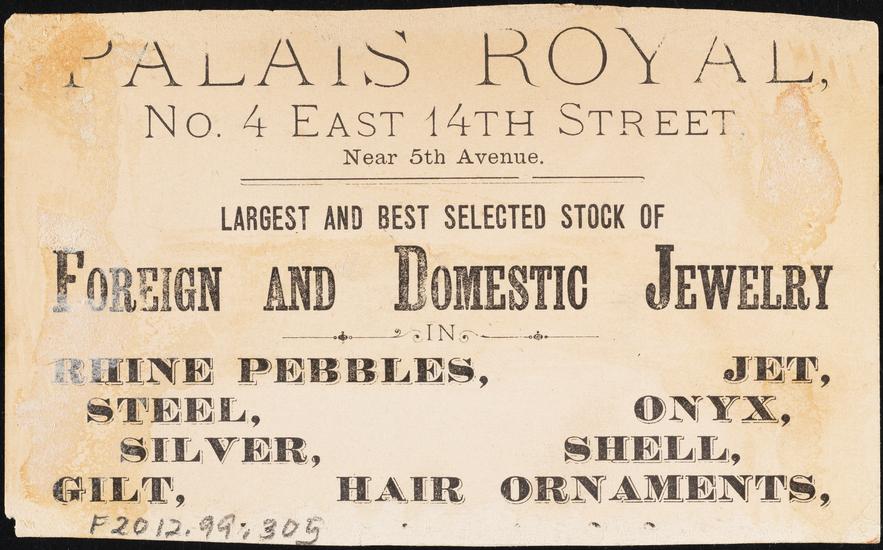 PALAIS ROYAL,
No. 4 EAST 14TH STREET,
Near 5th Avenue.
LARGEST AND BEST SELECTED STOCK OF
FOREIGN AND DOMESTIC JEWELRY
IN
RHINE PEBBLES, JET,
STEEL, ONYX,
SILVER, SHELL,
GILT, HAIR ORNAMENTS,
F2012.99.305